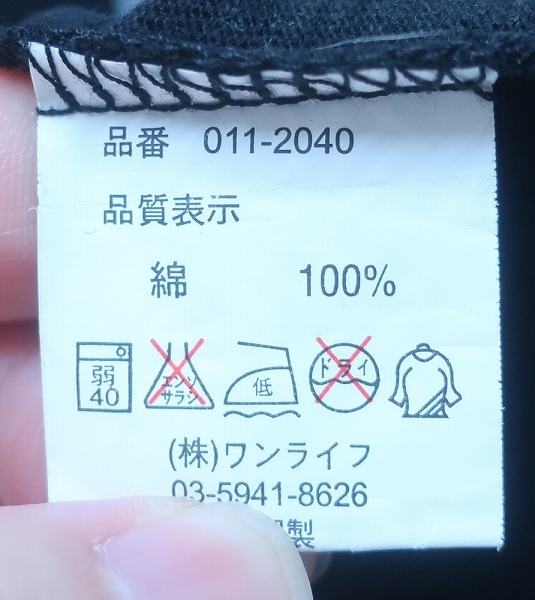 品番 011-2040
品質表示
綿 100%
弱 40
エンソ サラシ
低
ドライ
(株)ワンライフ
03-5941-8626
製